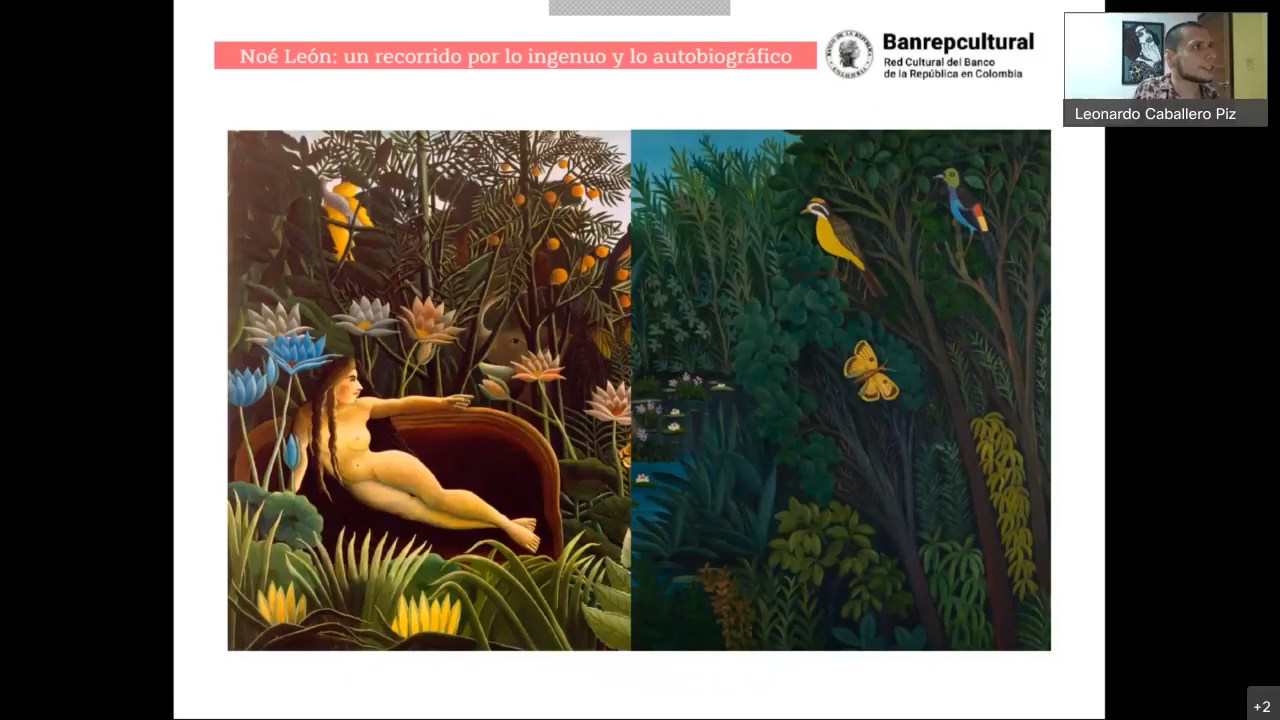 Noé León: un recorrido por lo ingenuo y lo autobiográfico
Banrepcultural
Red Cultural del Banco
de la República en Colombia
Leonardo Caballero Piz
+2